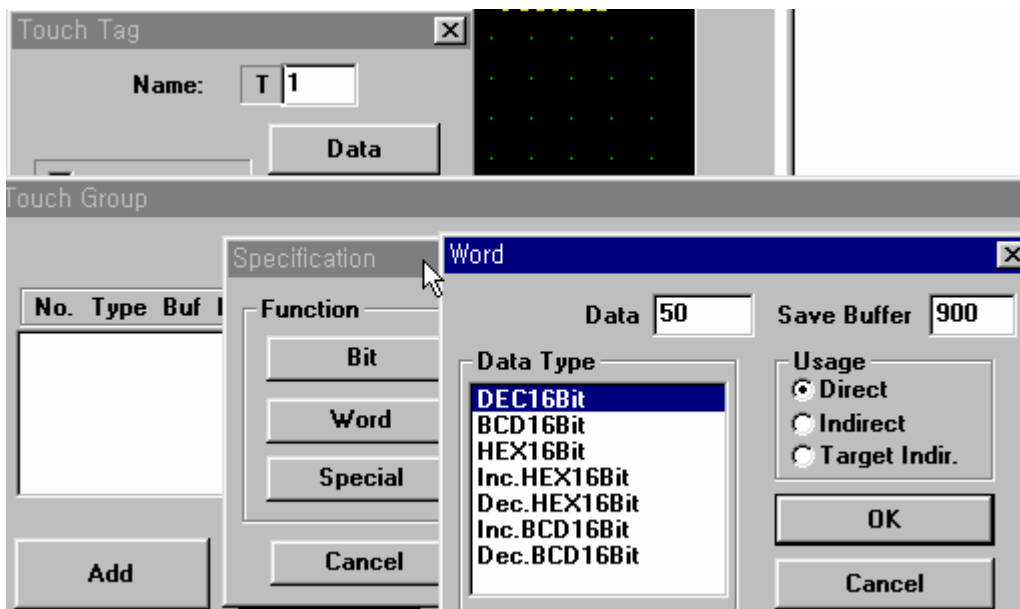 Touch Tag
Name: T 1
Data
Touch Group
Specification
Word
No. Type Buf
Function
Data 50 Save Buffer 900
Bit
Word
Special
Data Type
DEC16Bit
BCD16Bit
HEX16Bit
Inc.HEX16Bit
Dec.HEX16Bit
Inc.BCD16Bit
Dec.BCD16Bit
Usage
Direct
Indirect
Target Indir.
OK
Add
Cancel
Cancel